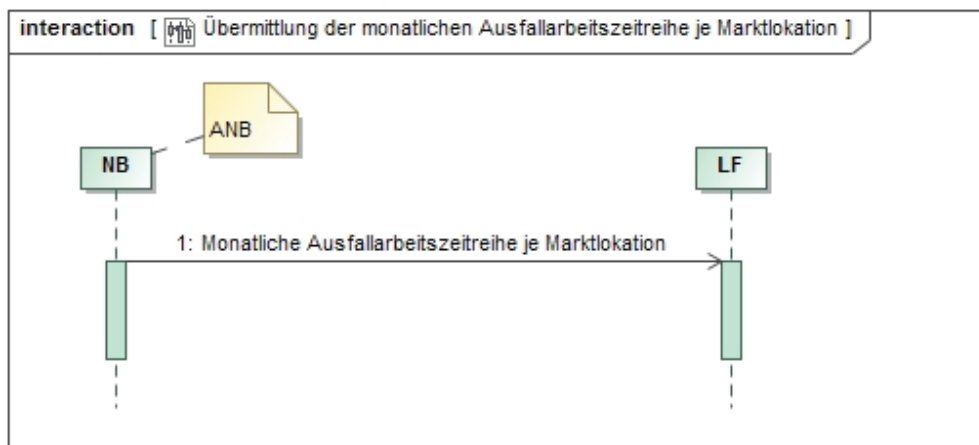 interaction [ Übermittlung der monatlichen Ausfallarbeitszeitreihe je Marktlokation ]
ANB
NB
LF
1: Monatliche Ausfallarbeitszeitreihe je Marktlokation